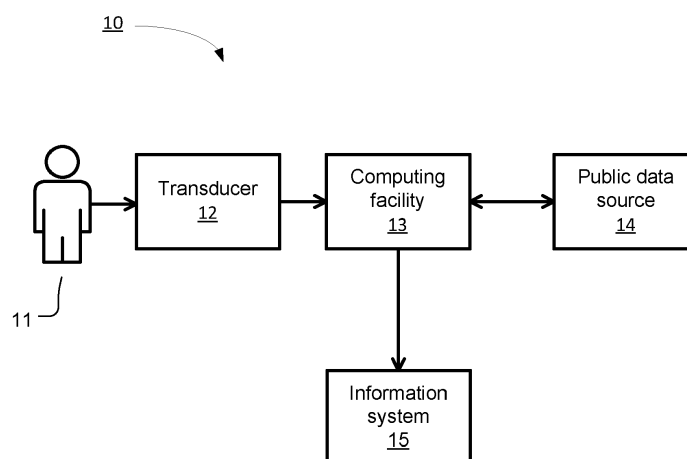 10
Transducer
12
Computing
facility
13
Public data
source
14
11
Information
system
15